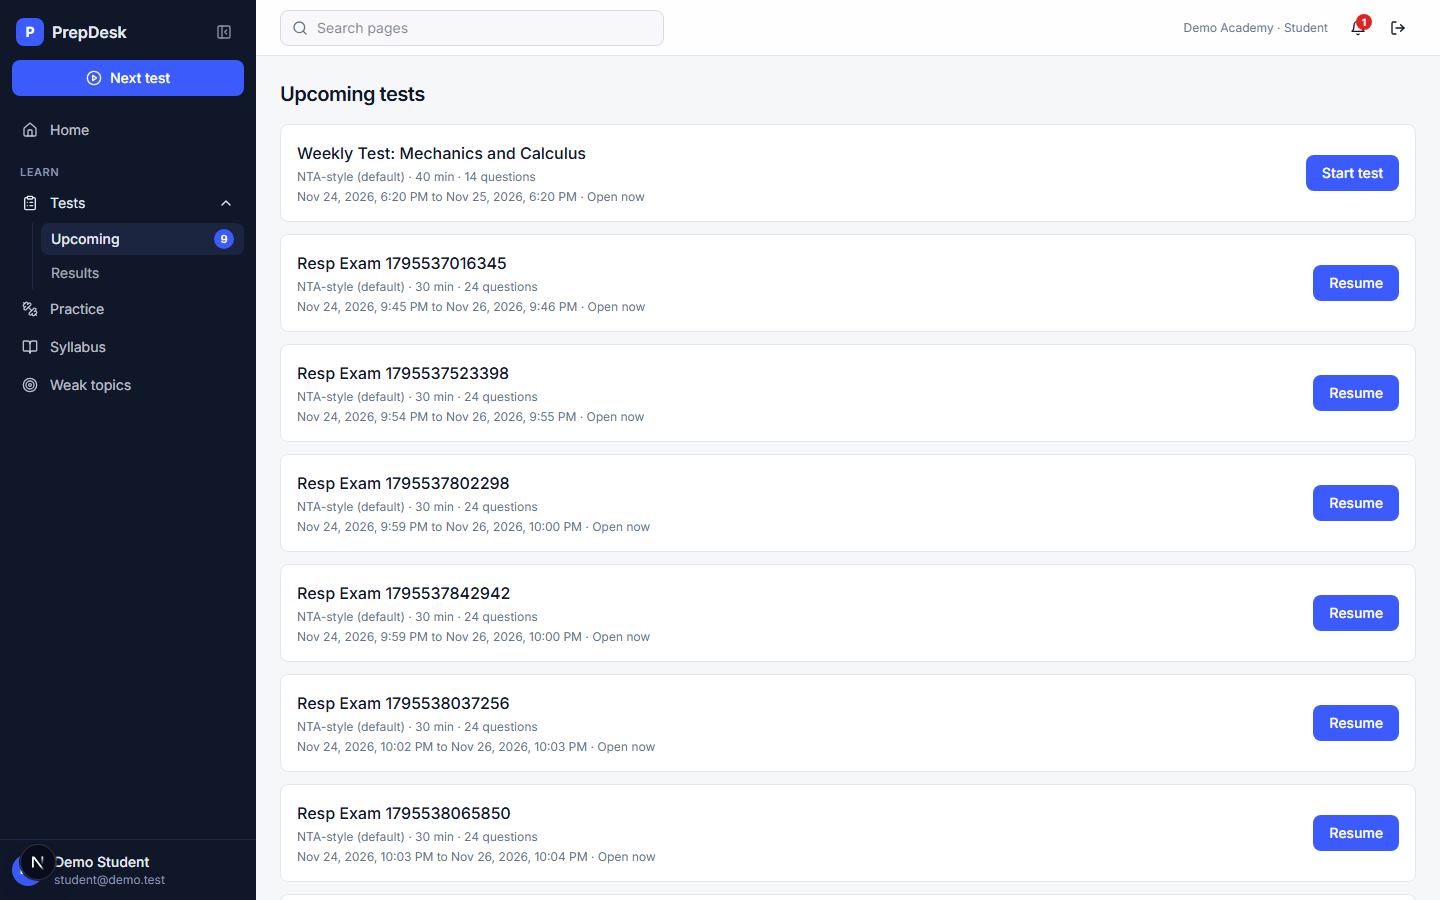 P PrepDesk
Search pages
Demo Academy · Student
1
Next test
Home
LEARN
Tests
Upcoming
9
Results
Practice
Syllabus
Weak topics
N
Demo Student
student@demo.test
Upcoming tests
Weekly Test: Mechanics and Calculus
NTA-style (default) · 40 min · 14 questions
Nov 24, 2026, 6:20 PM to Nov 25, 2026, 6:20 PM · Open now
Start test
Resp Exam 1795537016345
NTA-style (default) · 30 min · 24 questions
Nov 24, 2026, 9:45 PM to Nov 26, 2026, 9:46 PM · Open now
Resume
Resp Exam 1795537523398
NTA-style (default) · 30 min · 24 questions
Nov 24, 2026, 9:54 PM to Nov 26, 2026, 9:55 PM · Open now
Resume
Resp Exam 1795537802298
NTA-style (default) · 30 min · 24 questions
Nov 24, 2026, 9:59 PM to Nov 26, 2026, 10:00 PM · Open now
Resume
Resp Exam 1795537842942
NTA-style (default) · 30 min · 24 questions
Nov 24, 2026, 9:59 PM to Nov 26, 2026, 10:00 PM · Open now
Resume
Resp Exam 1795538037256
NTA-style (default) · 30 min · 24 questions
Nov 24, 2026, 10:02 PM to Nov 26, 2026, 10:03 PM · Open now
Resume
Resp Exam 1795538065850
NTA-style (default) · 30 min · 24 questions
Nov 24, 2026, 10:03 PM to Nov 26, 2026, 10:04 PM · Open now
Resume